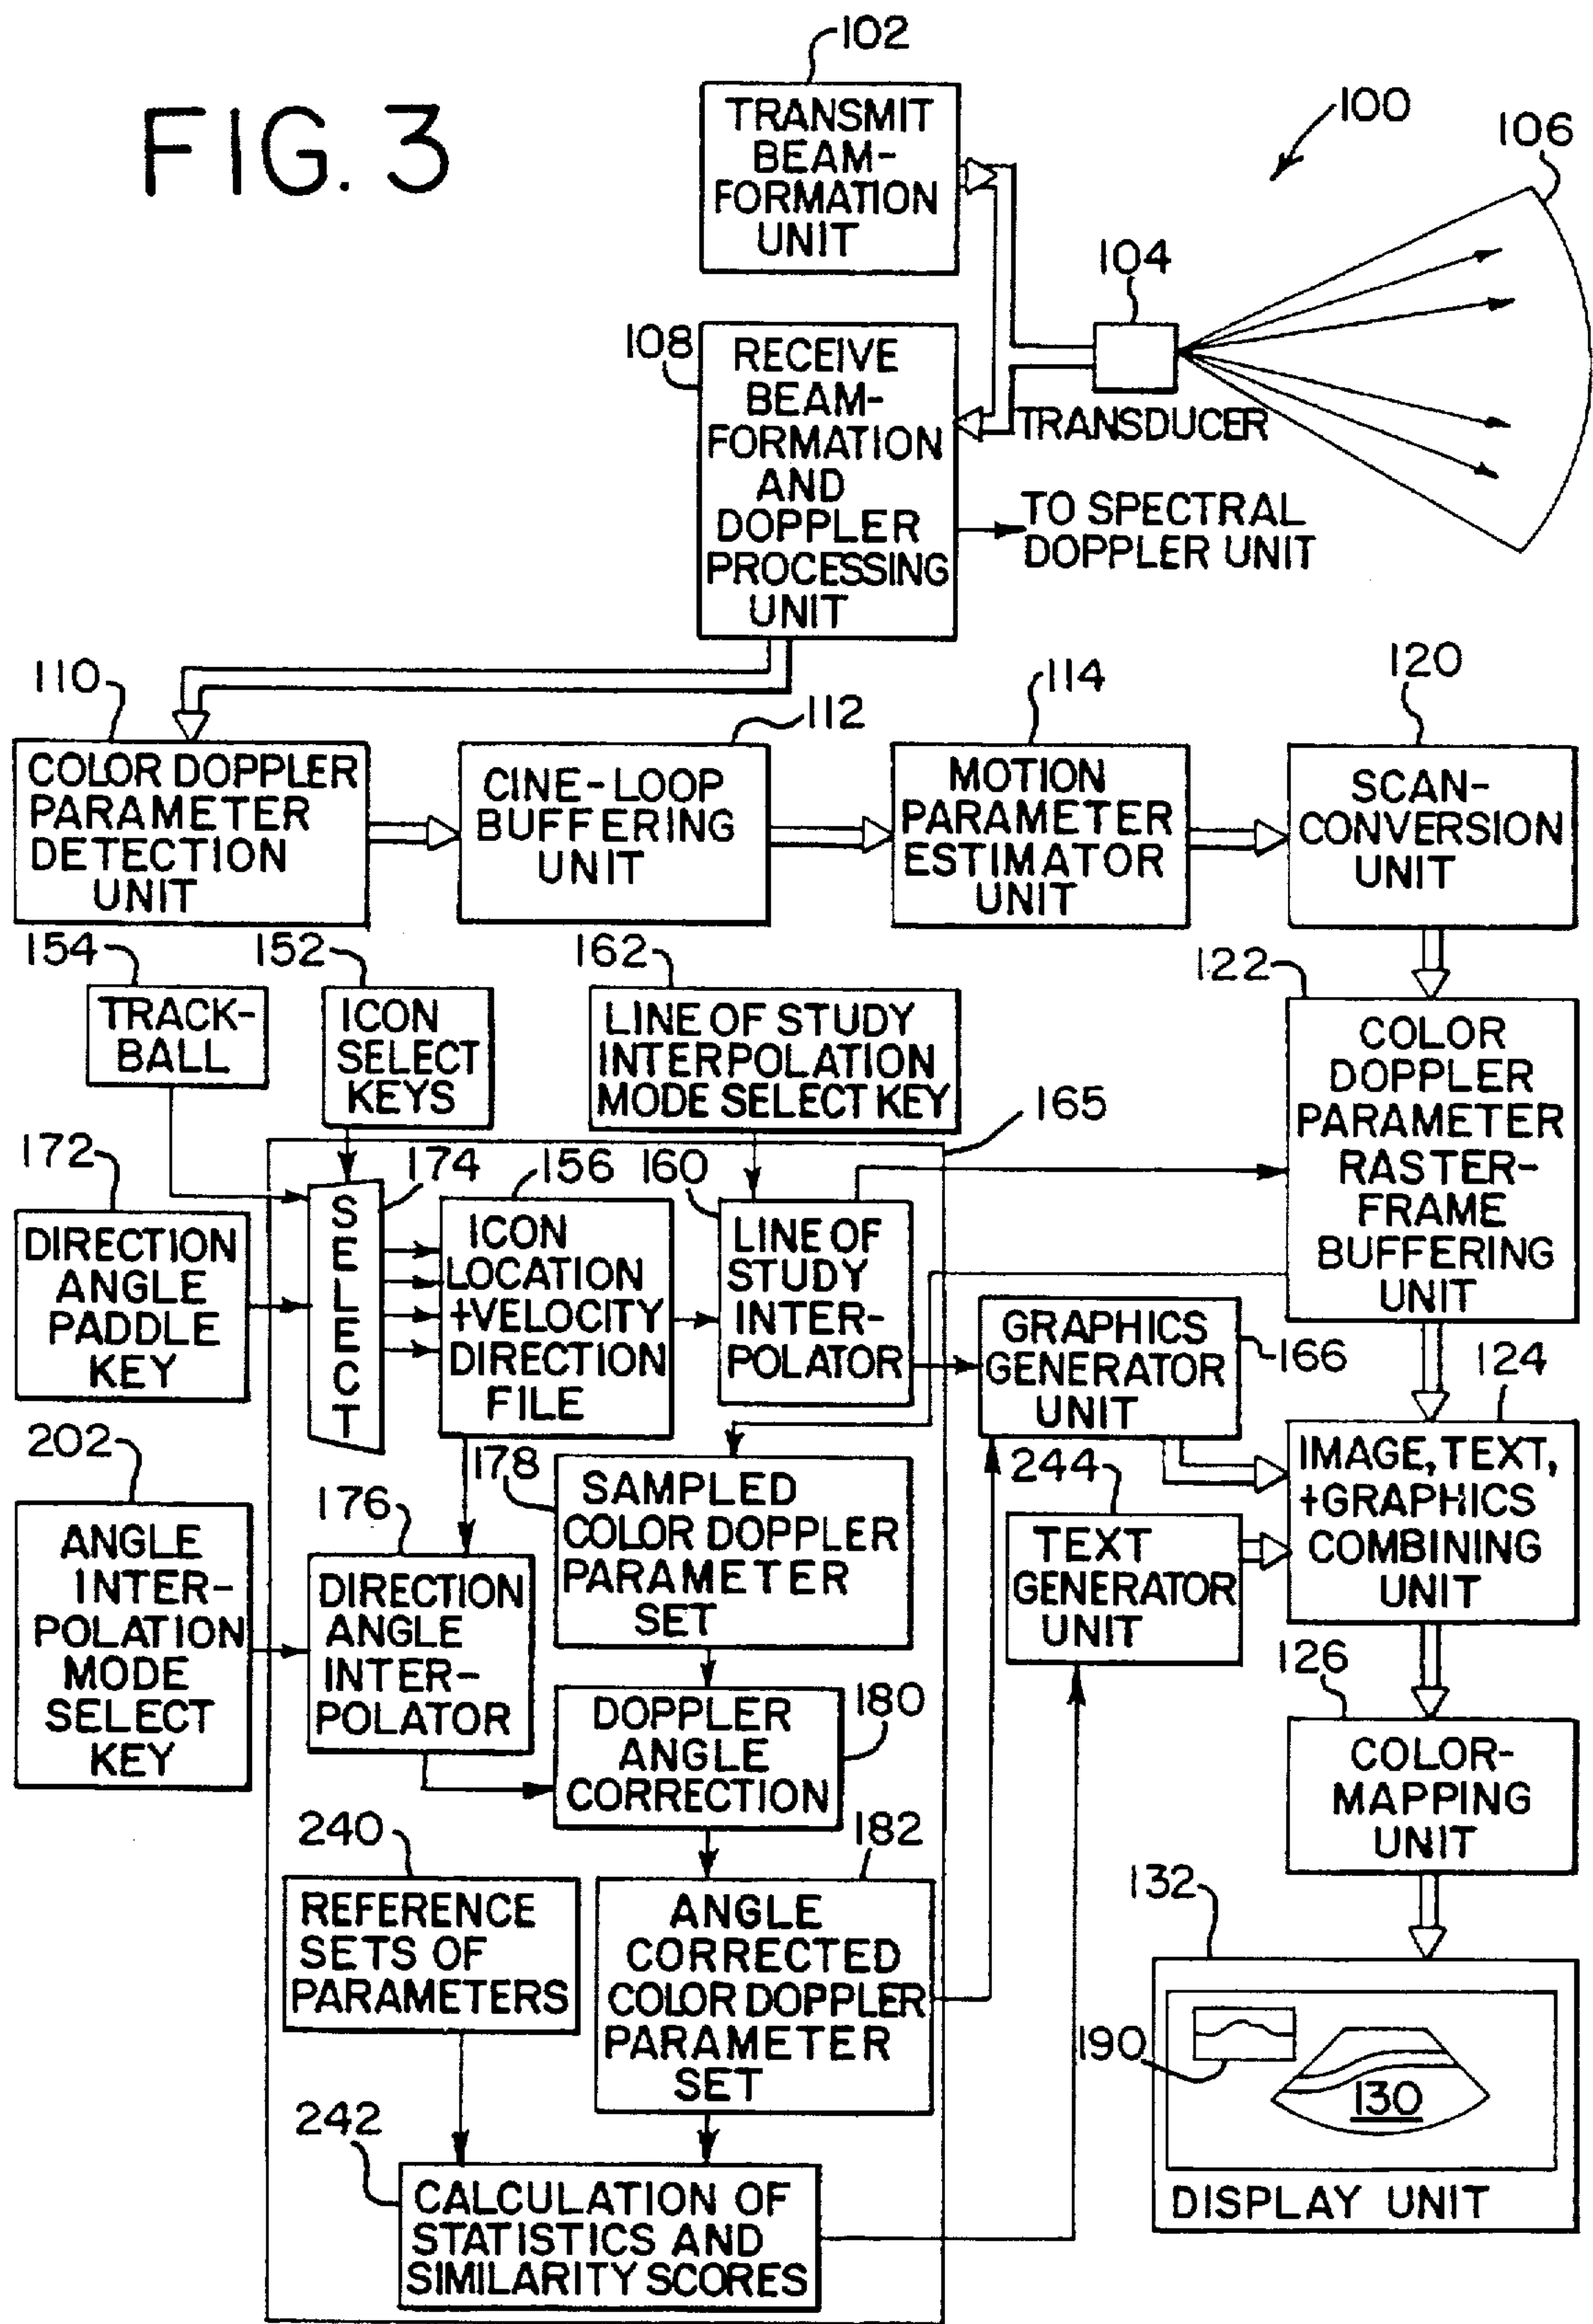 FIG. 3
102
TRANSMIT
BEAM-
FORMATION
UNIT
100
106
104
TRANSDUCER
108
RECEIVE
BEAM-
FORMATION
AND
DOPPLER
PROCESSING
UNIT
TO SPECTRAL
DOPPLER UNIT
110
COLOR DOPPLER
PARAMETER
DETECTION
UNIT
112
CINE-LOOP
BUFFERING
UNIT
114
MOTION
PARAMETER
ESTIMATOR
UNIT
120
SCAN-
CONVERSION
UNIT
154
TRACK-
BALL
152
ICON
SELECT
KEYS
162
LINE OF STUDY
INTERPOLATION
MODE SELECT KEY
165
122
COLOR
DOPPLER
PARAMETER
RASTER-
FRAME
BUFFERING
UNIT
172
DIRECTION
ANGLE
PADDLE
KEY
174
SELECT
156
ICON
LOCATION
+VELOCITY
DIRECTION
FILE
160
LINE OF
STUDY
INTER-
POLATOR
GRAPHICS
GENERATOR
UNIT
166
124
IMAGE, TEXT,
+GRAPHICS
COMBINING
UNIT
202
ANGLE
INTER-
POLATION
MODE
SELECT
KEY
176
DIRECTION
ANGLE
INTER-
POLATOR
178
SAMPLED
COLOR DOPPLER
PARAMETER
SET
244
TEXT
GENERATOR
UNIT
126
COLOR-
MAPPING
UNIT
180
DOPPLER
ANGLE
CORRECTION
240
REFERENCE
SETS OF
PARAMETERS
182
ANGLE
CORRECTED
COLOR DOPPLER
PARAMETER
SET
132
190
130
DISPLAY UNIT
242
CALCULATION OF
STATISTICS AND
SIMILARITY SCORES